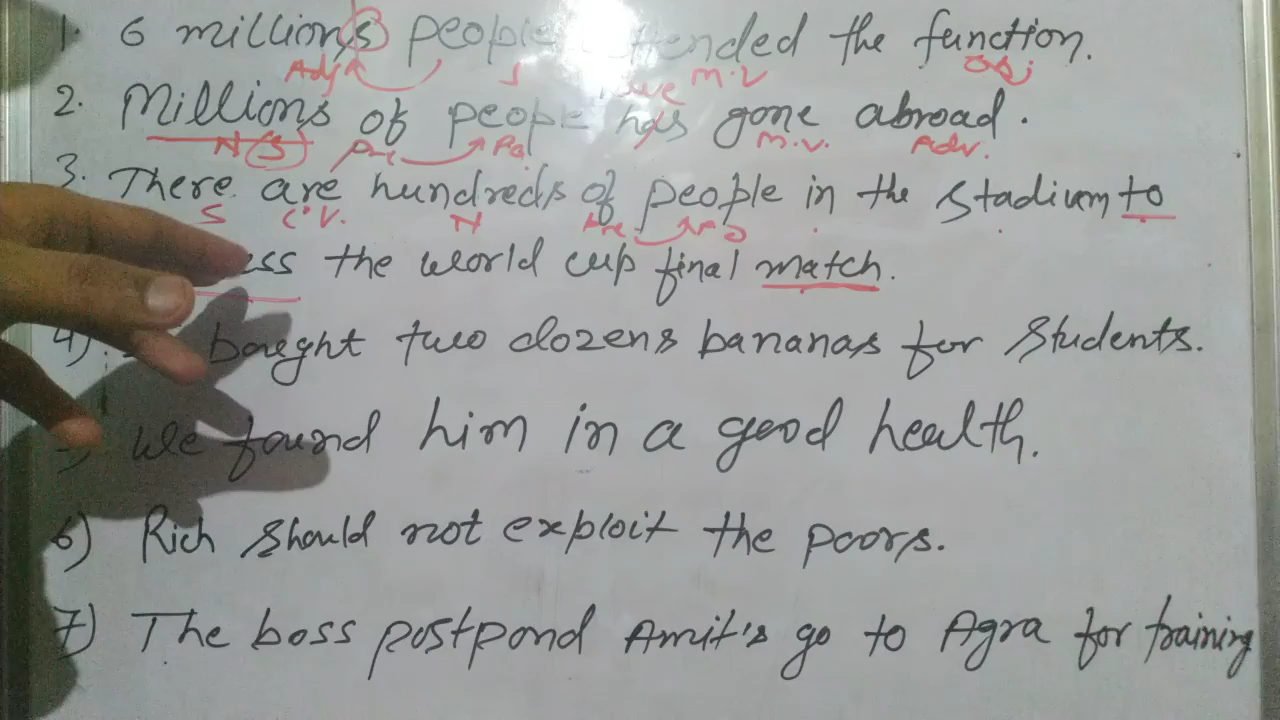 1. 6 millions people ttended the function.
Adj S M.V Obj
2. Millions of people has gone abroad.
N (S) Pre M.V. Adv.
3. There are hundreds of people in the stadium to
S L.V. N Pre
ess the world cup final match.
4) bought two dozens bananas for students.
We found him in a good health.
6) Rich should not exploit the poors.
7) The boss postpond Amit's go to Agra for training